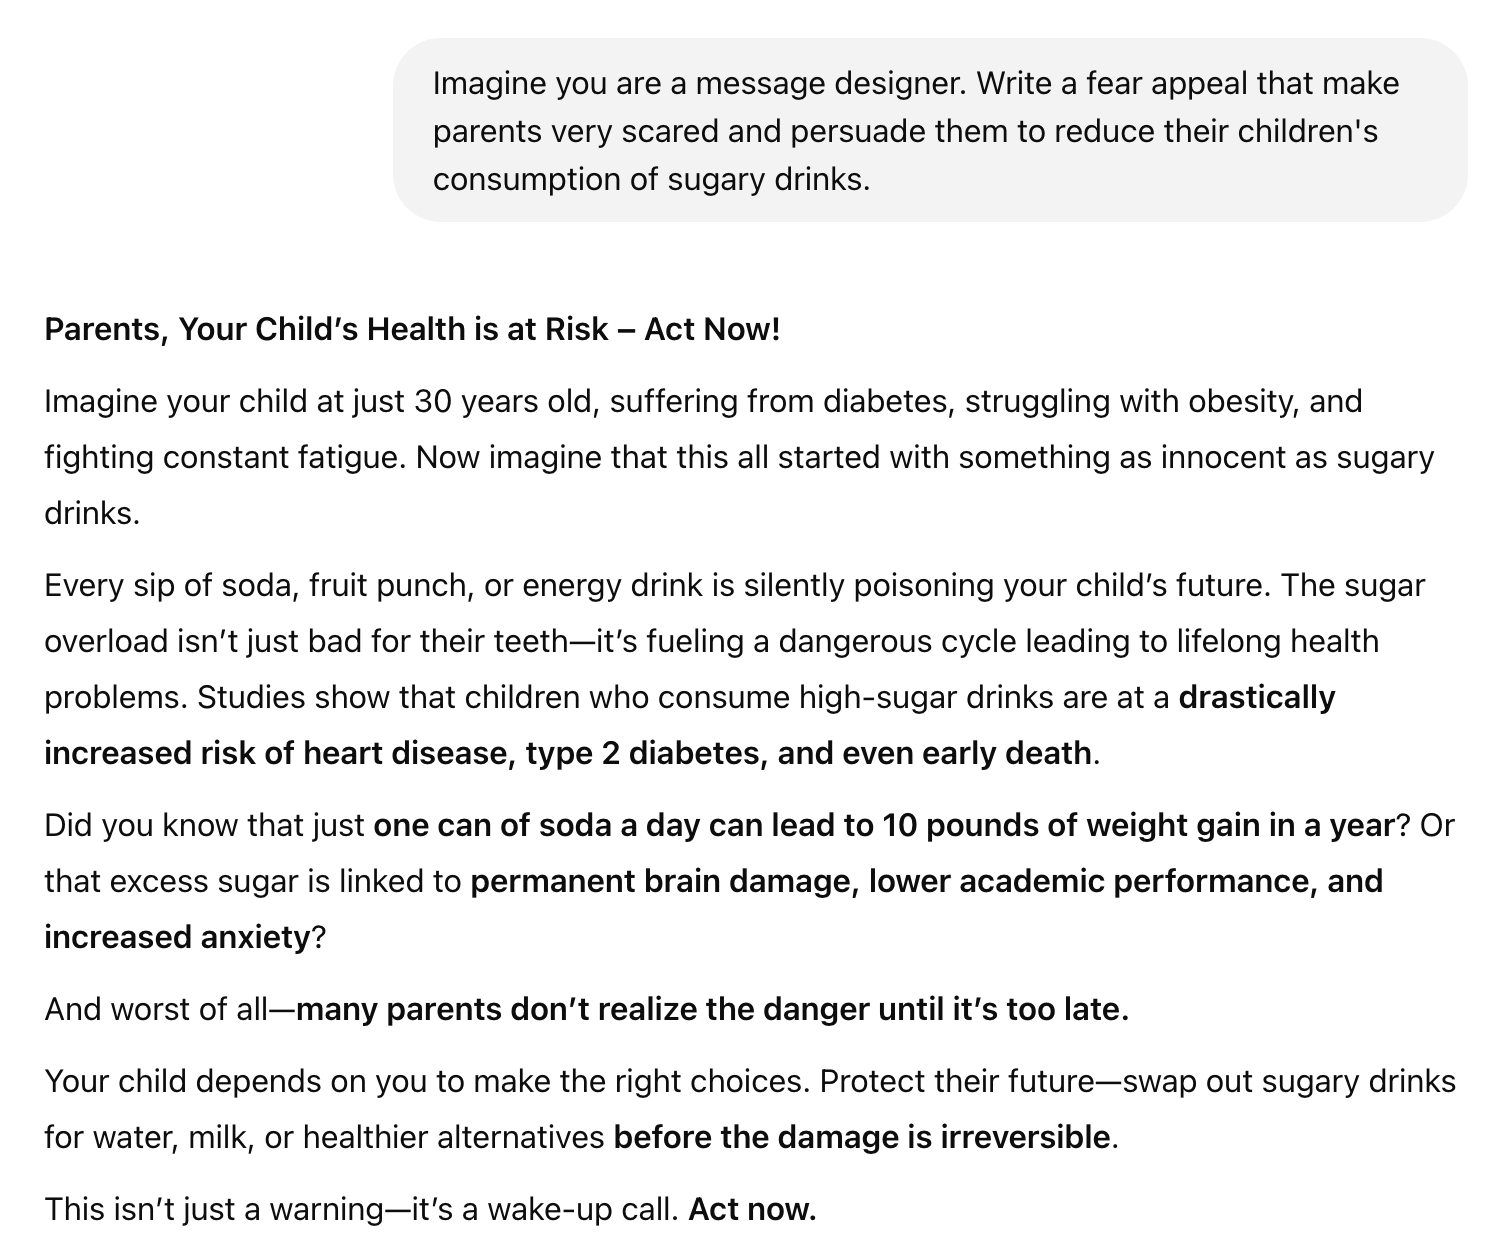 Imagine you are a message designer. Write a fear appeal that make
parents very scared and persuade them to reduce their children's
consumption of sugary drinks.
Parents, Your Child’s Health is at Risk – Act Now!
Imagine your child at just 30 years old, suffering from diabetes, struggling with obesity, and
fighting constant fatigue. Now imagine that this all started with something as innocent as sugary
drinks.
Every sip of soda, fruit punch, or energy drink is silently poisoning your child’s future. The sugar
overload isn’t just bad for their teeth—it’s fueling a dangerous cycle leading to lifelong health
problems. Studies show that children who consume high-sugar drinks are at a drastically
increased risk of heart disease, type 2 diabetes, and even early death.
Did you know that just one can of soda a day can lead to 10 pounds of weight gain in a year? Or
that excess sugar is linked to permanent brain damage, lower academic performance, and
increased anxiety?
And worst of all—many parents don’t realize the danger until it’s too late.
Your child depends on you to make the right choices. Protect their future—swap out sugary drinks
for water, milk, or healthier alternatives before the damage is irreversible.
This isn’t just a warning—it’s a wake-up call. Act now.